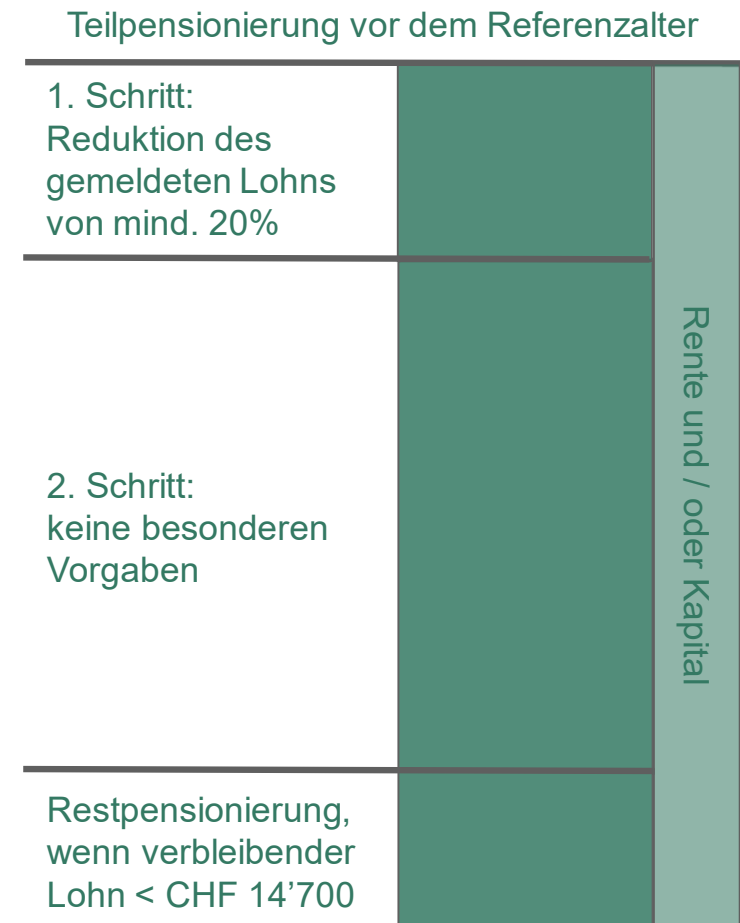 Teilpensionierung vor dem Referenzalter
1. Schritt:
Reduktion des
gemeldeten Lohns
von mind. 20%
2. Schritt:
keine besonderen
Vorgaben
Restpensionierung,
wenn verbleibender
Lohn < CHF 14’700
Rente und / oder Kapital